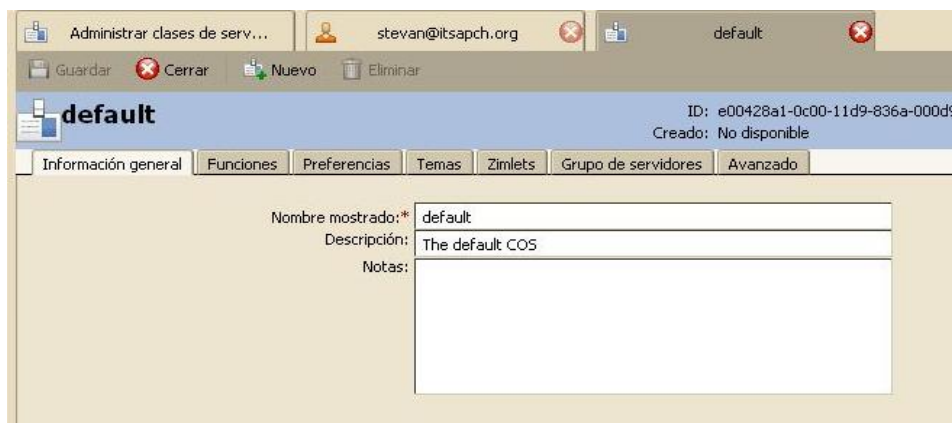 Administrar clases de serv... stevan@itsapch.org default
Guardar Cerrar Nuevo Eliminar
default
ID: e00428a1-0c00-11d9-836a-000d9
Creado: No disponible
Información general Funciones Preferencias Temas Zimlets Grupo de servidores Avanzado
Nombre mostrado:* default
Descripción: The default COS
Notas: